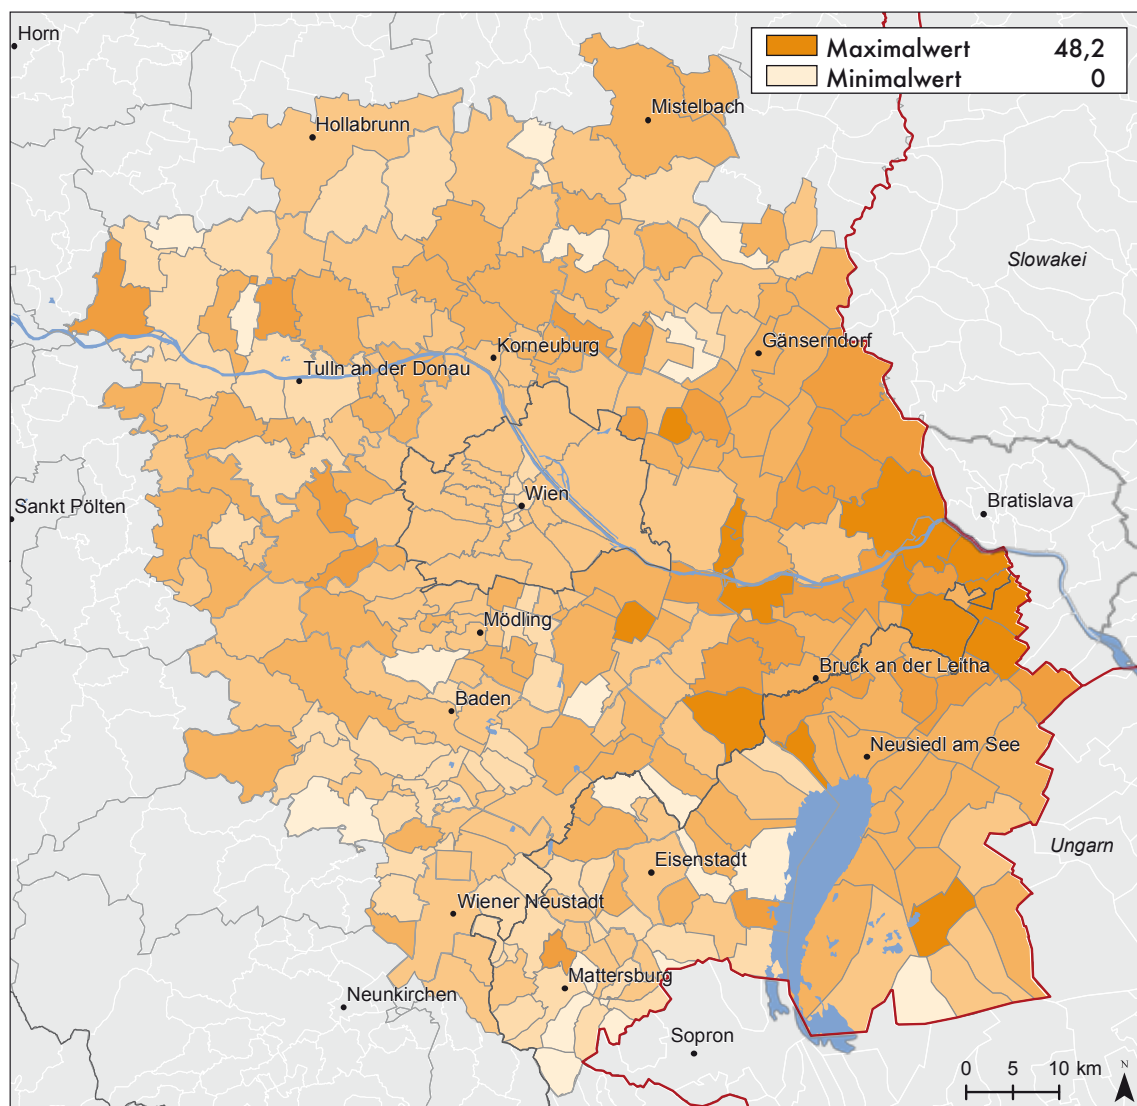 Horn
Maximalwert 48,2
Minimalwert 0
Mistelbach
Hollabrunn
Slowakei
Korneuburg
Gänserndorf
Tulln an der Donau
Sankt Pölten
Wien
Bratislava
Mödling
Bruck an der Leitha
Baden
Neusiedl am See
Ungarn
Eisenstadt
Wiener Neustadt
Mattersburg
Neunkirchen
Sopron
0 5 10 km
N